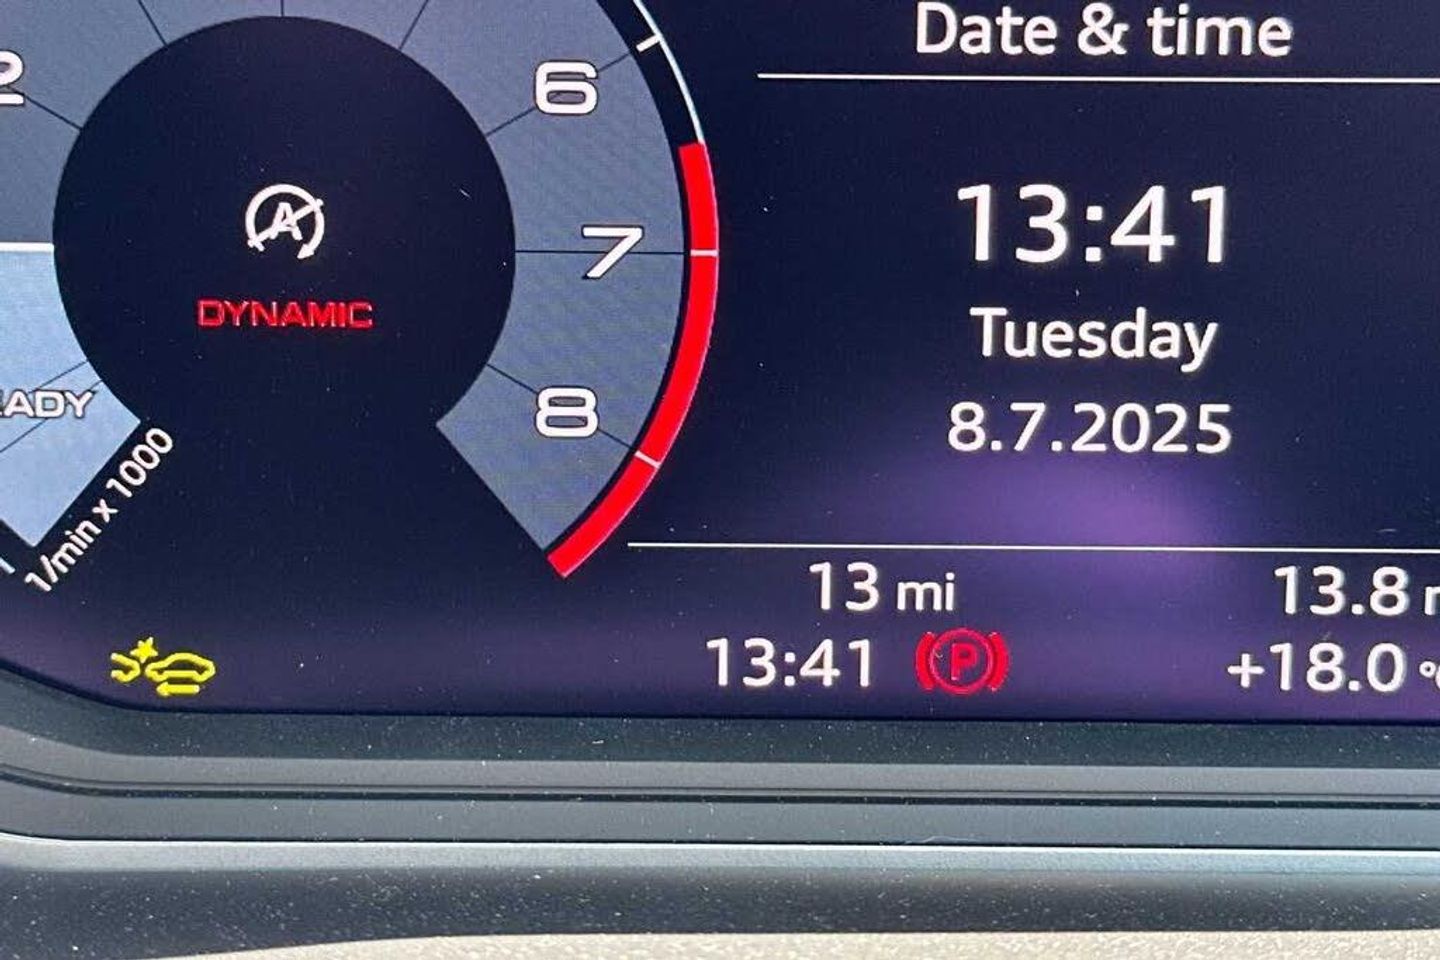 Date & time
6
13:41
7
DYNAMIC
Tuesday
8
8.7.2025
1/min x 1000
13 mi
13.8
13:41
P
+18.0 °
2
A